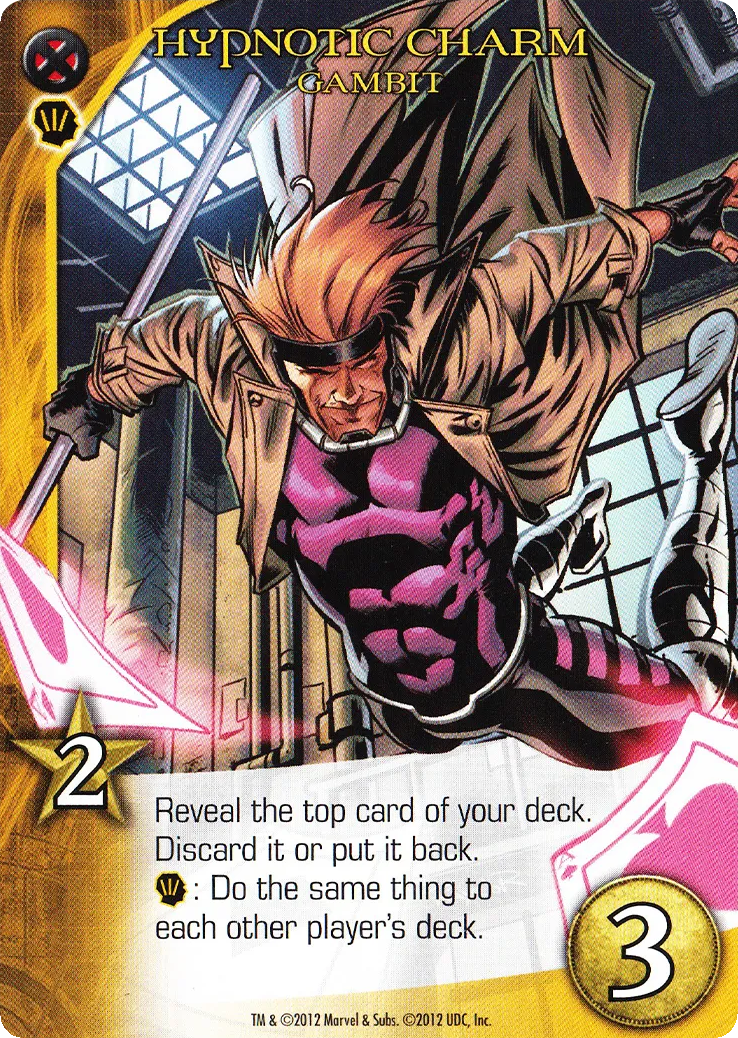 HYPNOTIC CHARM
GAMBIT
2
Reveal the top card of your deck.
Discard it or put it back.
: Do the same thing to
each other player's deck.
3
TM & ©2012 Marvel & Subs. ©2012 UDC, Inc.